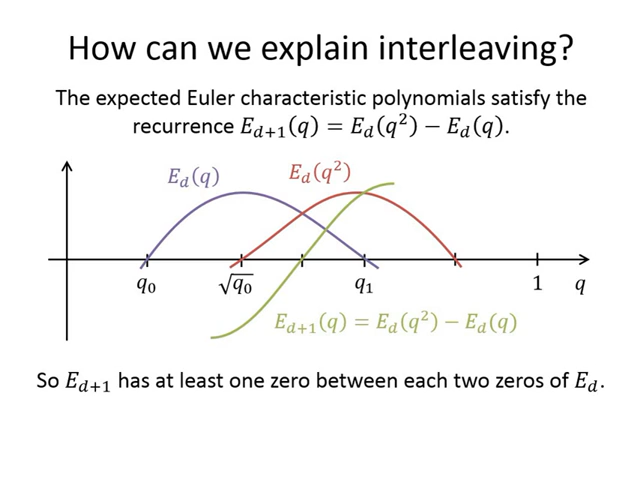 How can we explain interleaving?
The expected Euler characteristic polynomials satisfy the
recurrence E_{d+1}(q) = E_d(q²) − E_d(q).
E_d(q) E_d(q²)
q₀ √q₀ q₁ 1 q
E_{d+1}(q) = E_d(q²) − E_d(q)
So E_{d+1} has at least one zero between each two zeros of E_d.